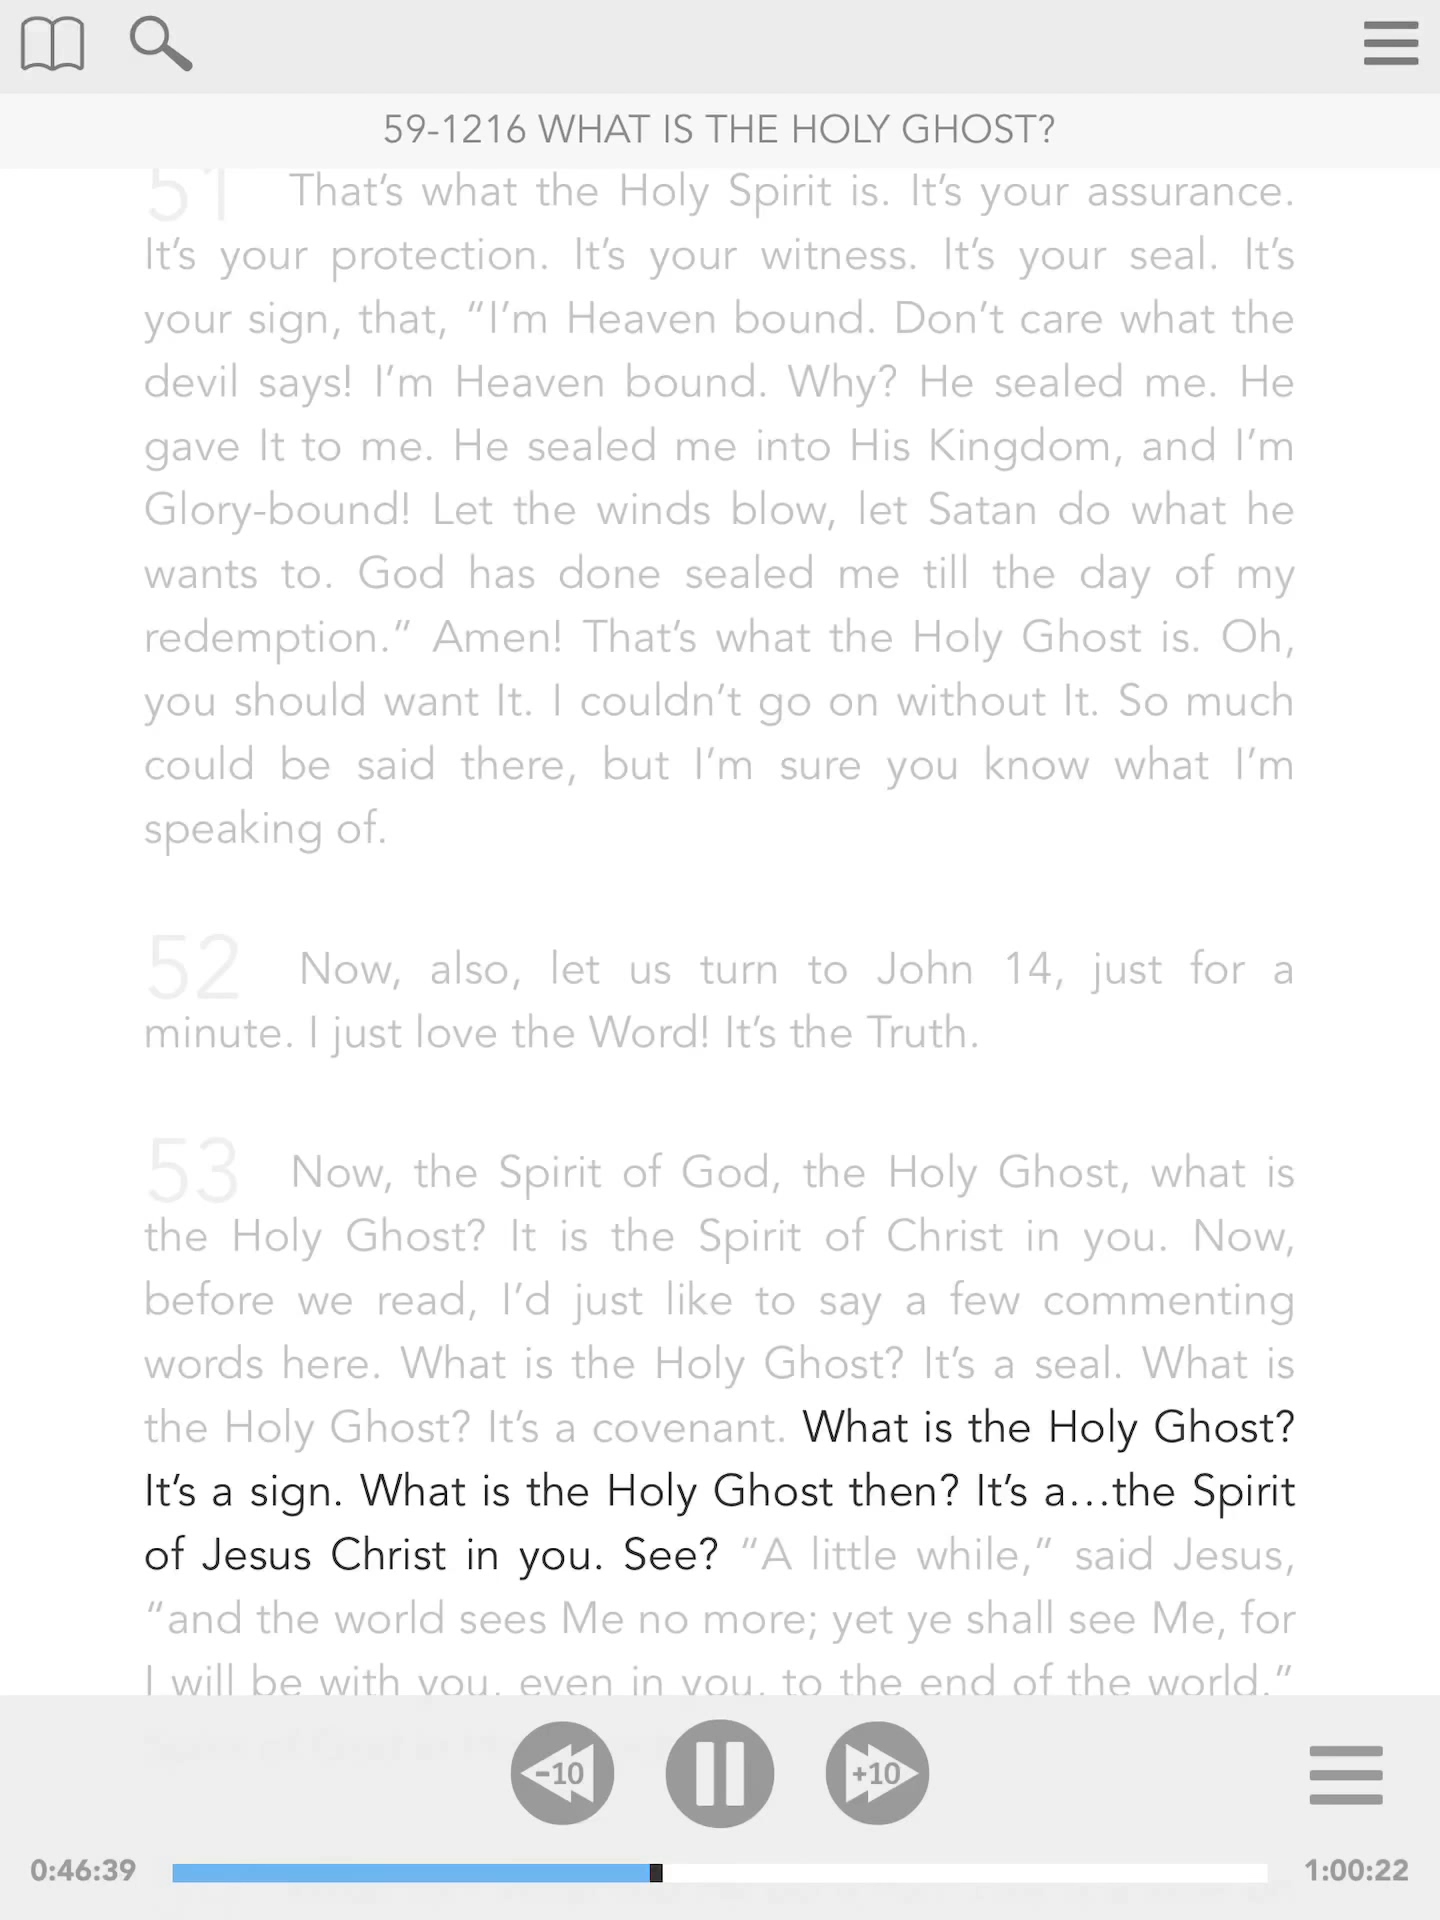 59-1216 WHAT IS THE HOLY GHOST?
51 That’s what the Holy Spirit is. It’s your assurance.
It’s your protection. It’s your witness. It’s your seal. It’s
your sign, that, “I’m Heaven bound. Don’t care what the
devil says! I’m Heaven bound. Why? He sealed me. He
gave It to me. He sealed me into His Kingdom, and I’m
Glory-bound! Let the winds blow, let Satan do what he
wants to. God has done sealed me till the day of my
redemption.” Amen! That’s what the Holy Ghost is. Oh,
you should want It. I couldn’t go on without It. So much
could be said there, but I’m sure you know what I’m
speaking of.
52 Now, also, let us turn to John 14, just for a
minute. I just love the Word! It’s the Truth.
53 Now, the Spirit of God, the Holy Ghost, what is
the Holy Ghost? It is the Spirit of Christ in you. Now,
before we read, I’d just like to say a few commenting
words here. What is the Holy Ghost? It’s a seal. What is
the Holy Ghost? It’s a covenant. What is the Holy Ghost?
It’s a sign. What is the Holy Ghost then? It’s a…the Spirit
of Jesus Christ in you. See? “A little while,” said Jesus,
“and the world sees Me no more; yet ye shall see Me, for
I will be with you, even in you, to the end of the world.”
-10 +10
0:46:39 1:00:22